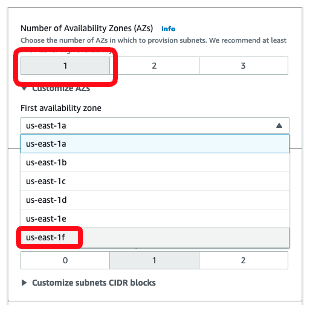 Number of Availability Zones (AZs) Info
Choose the number of AZs in which to provision subnets. We recommend at least
1 2 3
Customize AZs
First availability zone
us-east-1a
us-east-1a
us-east-1b
us-east-1c
us-east-1d
us-east-1e
us-east-1f
0 1 2
Customize subnets CIDR blocks